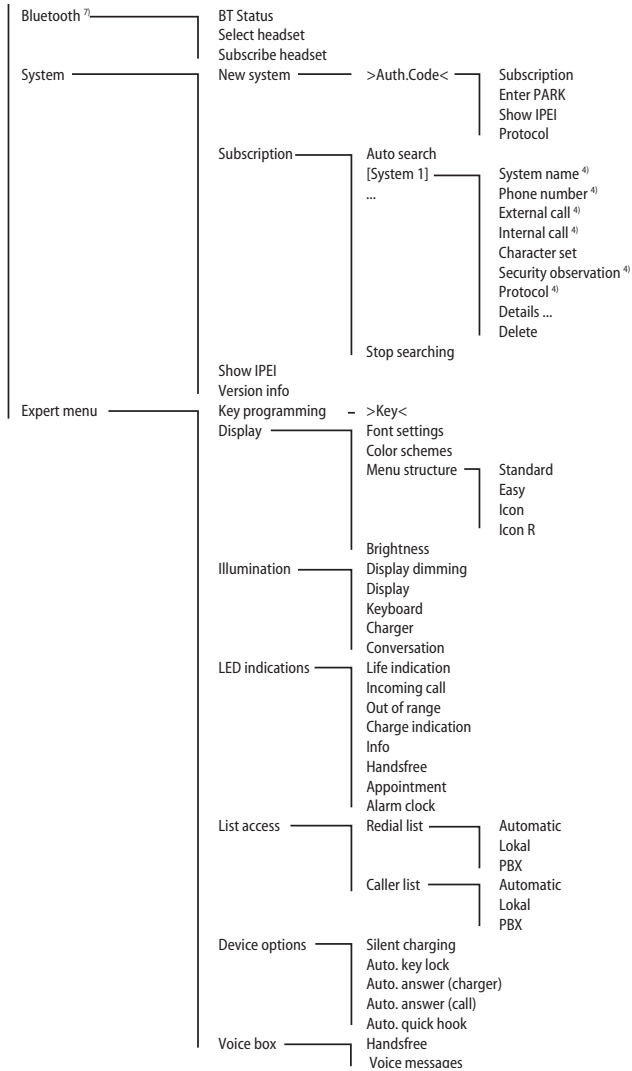 Bluetooth 7) BT Status
Select headset
Subscribe headset
System New system >Auth.Code< Subscription
Enter PARK
Show IPEI
Protocol
Subscription Auto search
[System 1] System name 4)
... Phone number 4)
External call 4)
Internal call 4)
Character set
Security observation 4)
Protocol 4)
Details ...
Delete
Stop searching
Show IPEI
Version info
Expert menu Key programming – >Key<
Display Font settings
Color schemes
Menu structure Standard
Easy
Icon
Icon R
Brightness
Illumination Display dimming
Display
Keyboard
Charger
Conversation
LED indications Life indication
Incoming call
Out of range
Charge indication
Info
Handsfree
Appointment
Alarm clock
List access Redial list Automatic
Lokal
PBX
Caller list Automatic
Lokal
PBX
Device options Silent charging
Auto. key lock
Auto. answer (charger)
Auto. answer (call)
Auto. quick hook
Voice box Handsfree
Voice messages